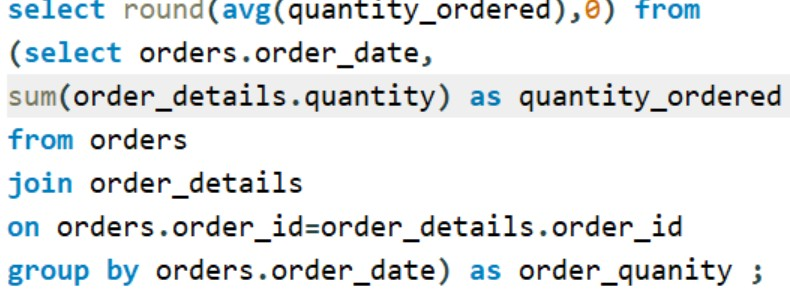 select round(avg(quantity_ordered),0) from
(select orders.order_date,
sum(order_details.quantity) as quantity_ordered
from orders
join order_details
on orders.order_id=order_details.order_id
group by orders.order_date) as order_quanity ;